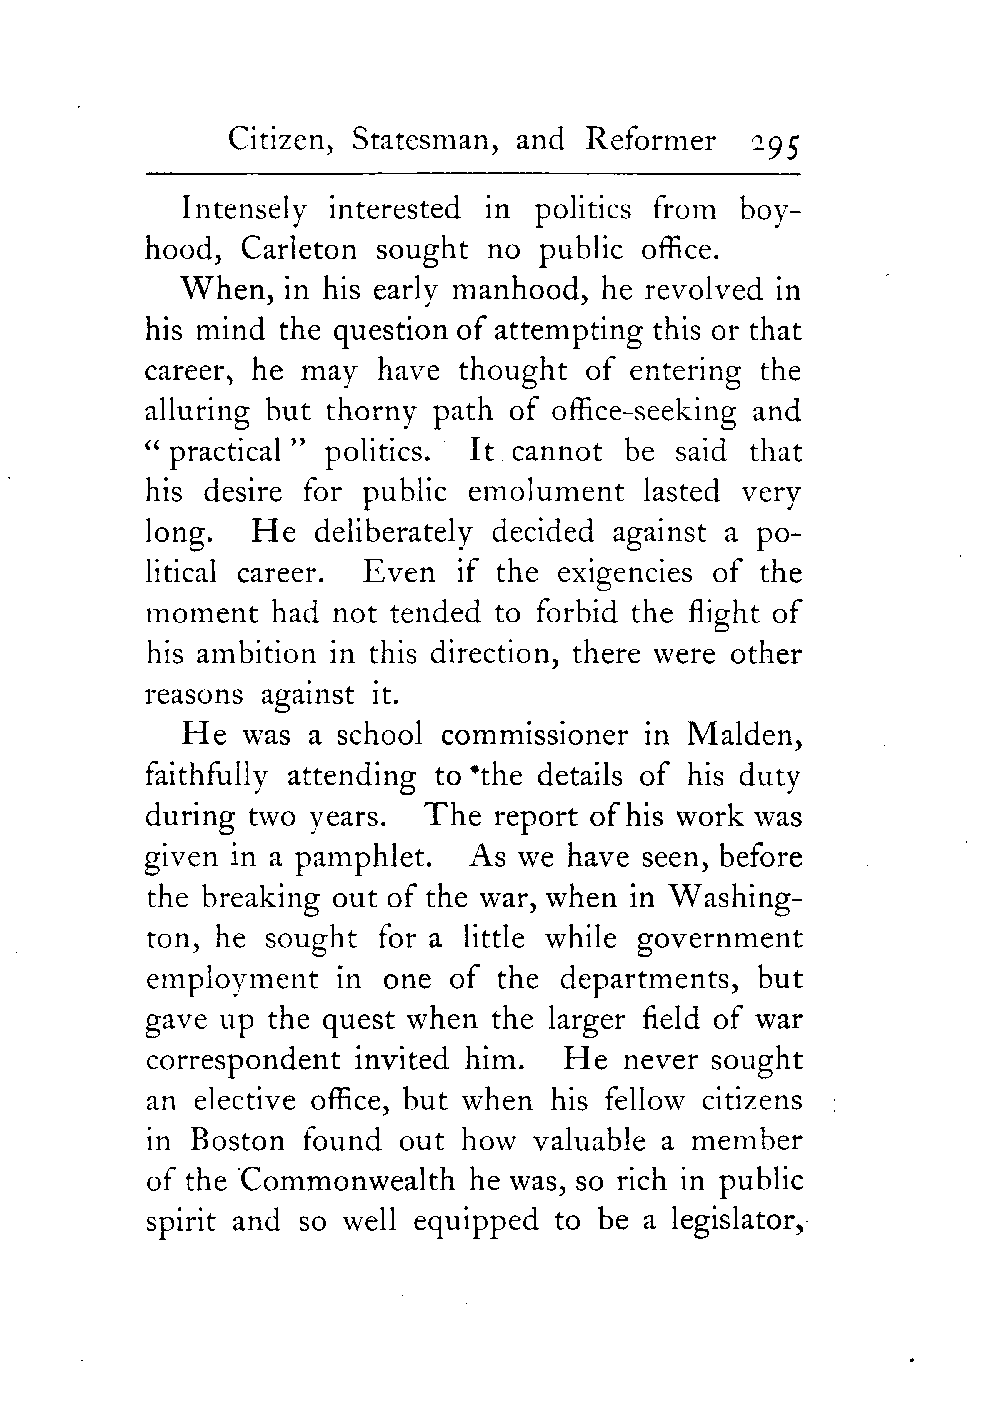 Citizen, Statesman, and Reformer 295
Intensely interested in politics from boy-
hood, Carleton sought no public office.
When, in his early manhood, he revolved in
his mind the question of attempting this or that
career, he may have thought of entering the
alluring but thorny path of office-seeking and
“ practical ” politics. It cannot be said that
his desire for public emolument lasted very
long. He deliberately decided against a po-
litical career. Even if the exigencies of the
moment had not tended to forbid the flight of
his ambition in this direction, there were other
reasons against it.
He was a school commissioner in Malden,
faithfully attending to the details of his duty
during two years. The report of his work was
given in a pamphlet. As we have seen, before
the breaking out of the war, when in Washing-
ton, he sought for a little while government
employment in one of the departments, but
gave up the quest when the larger field of war
correspondent invited him. He never sought
an elective office, but when his fellow citizens
in Boston found out how valuable a member
of the Commonwealth he was, so rich in public
spirit and so well equipped to be a legislator,